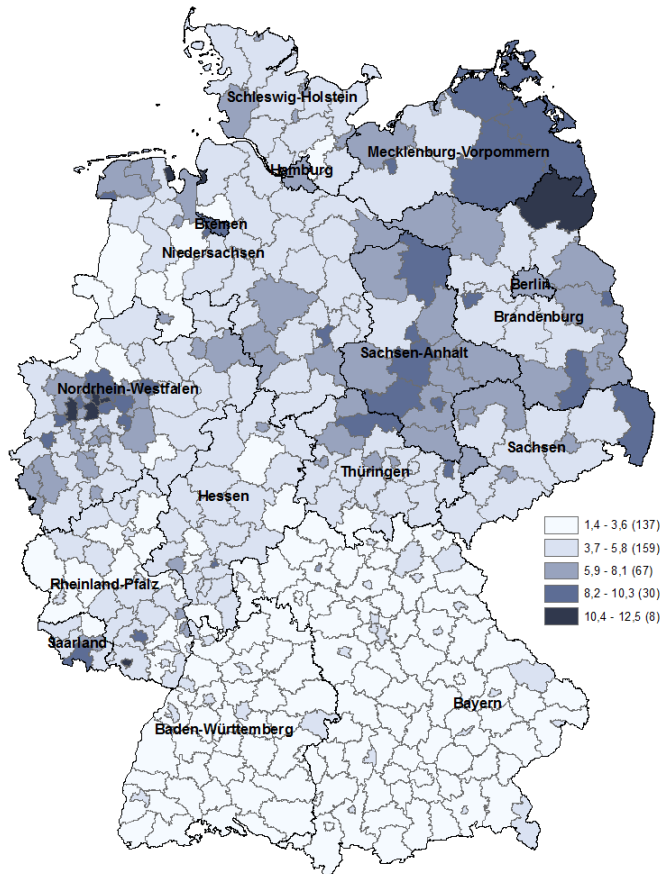 Schleswig-Holstein
Mecklenburg-Vorpommern
Hamburg
Bremen
Niedersachsen
Berlin
Brandenburg
Sachsen-Anhalt
Nordrhein-Westfalen
Sachsen
Thüringen
Hessen
1,4 - 3,6 (137)
3,7 - 5,8 (159)
5,9 - 8,1 (67)
8,2 - 10,3 (30)
10,4 - 12,5 (8)
Rheinland-Pfalz
Saarland
Bayern
Baden-Württemberg